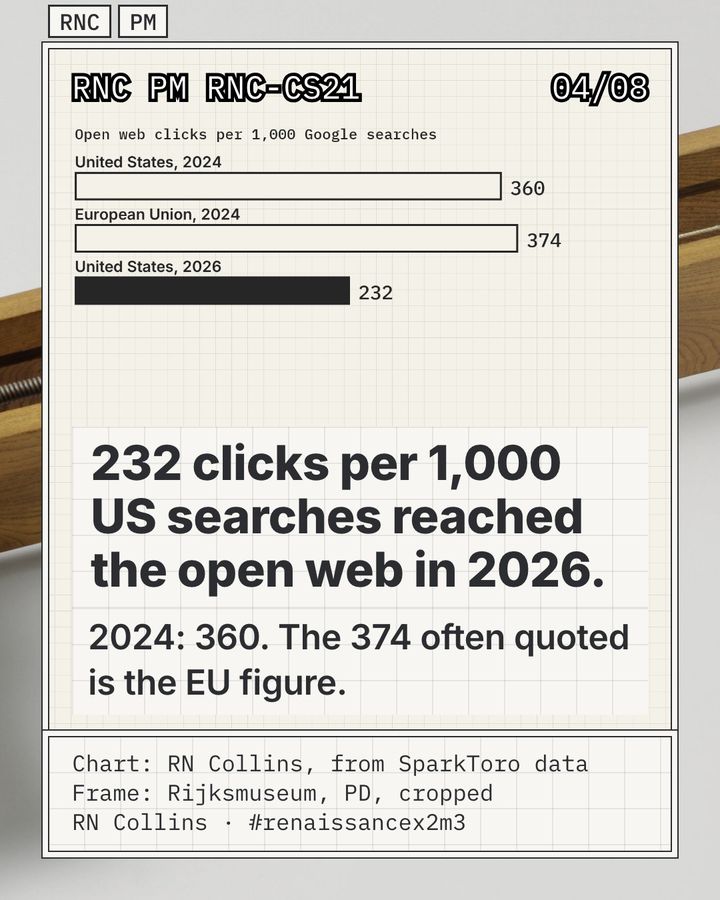 RNC PM
RNC PM RNC-CS21 04/08
Open web clicks per 1,000 Google searches
United States, 2024
360
European Union, 2024
374
United States, 2026
232
232 clicks per 1,000
US searches reached
the open web in 2026.
2024: 360. The 374 often quoted
is the EU figure.
Chart: RN Collins, from SparkToro data
Frame: Rijksmuseum, PD, cropped
RN Collins · #renaissancex2m3